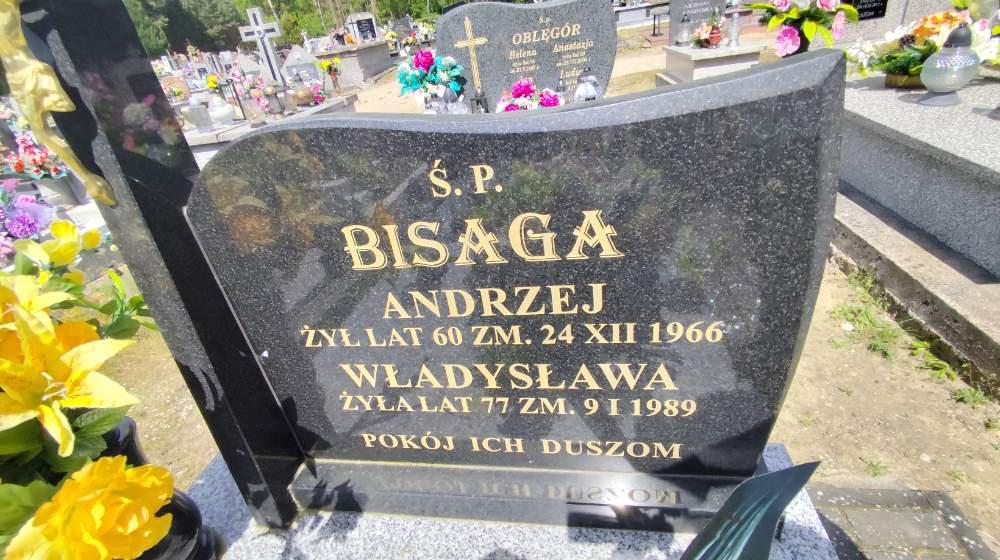 Ś.P.
OBŁĘGÓR
Helena Anastazja
Ś.P.
BISAGA
ANDRZEJ
ŻYŁ LAT 60 ZM. 24 XII 1966
WŁADYSŁAWA
ŻYŁA LAT 77 ZM. 9 I 1989
POKÓJ ICH DUSZOM